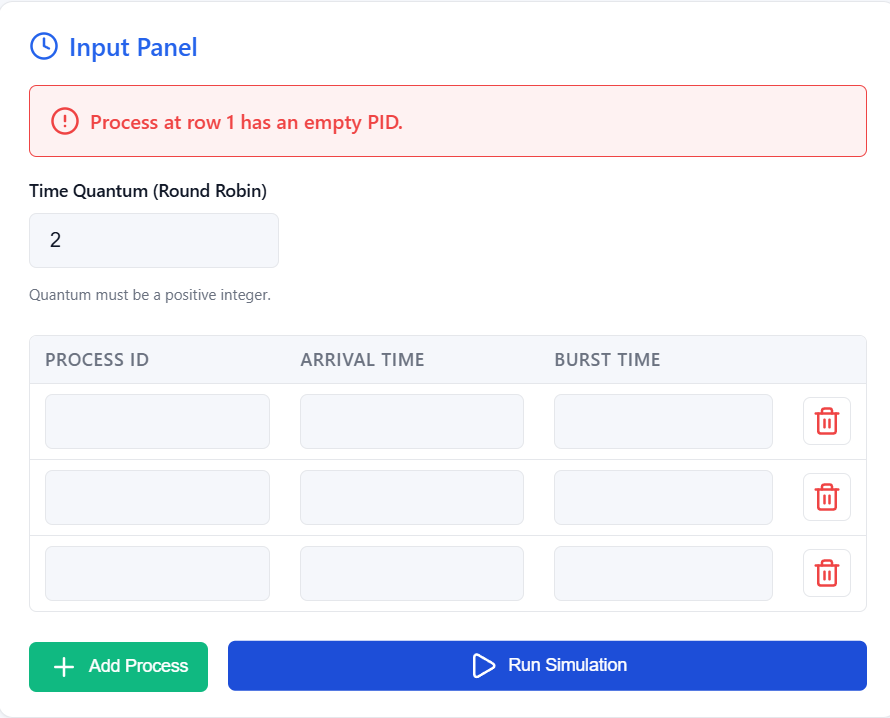 Input Panel
Process at row 1 has an empty PID.
Time Quantum (Round Robin)
2
Quantum must be a positive integer.
PROCESS ID ARRIVAL TIME BURST TIME
Add Process Run Simulation